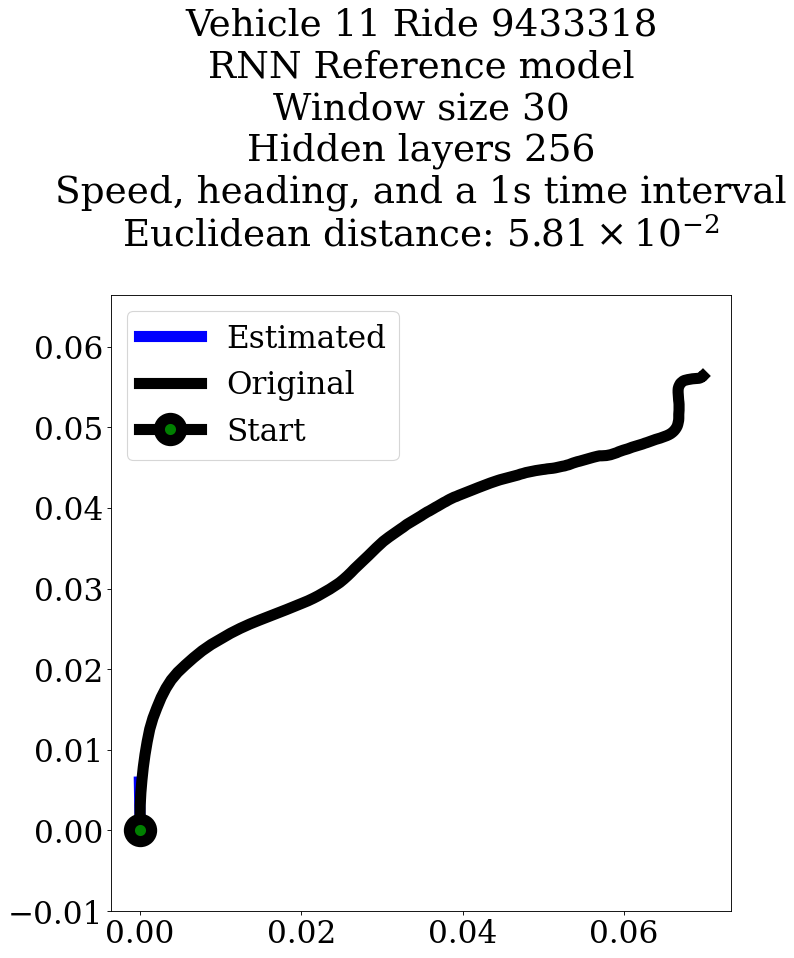 Vehicle 11 Ride 9433318
RNN Reference model
Window size 30
Hidden layers 256
Speed, heading, and a 1s time interval
Euclidean distance: 5.81 × 10⁻²
Estimated
Original
Start
0.06
0.05
0.04
0.03
0.02
0.01
0.00
−0.01
0.00 0.02 0.04 0.06